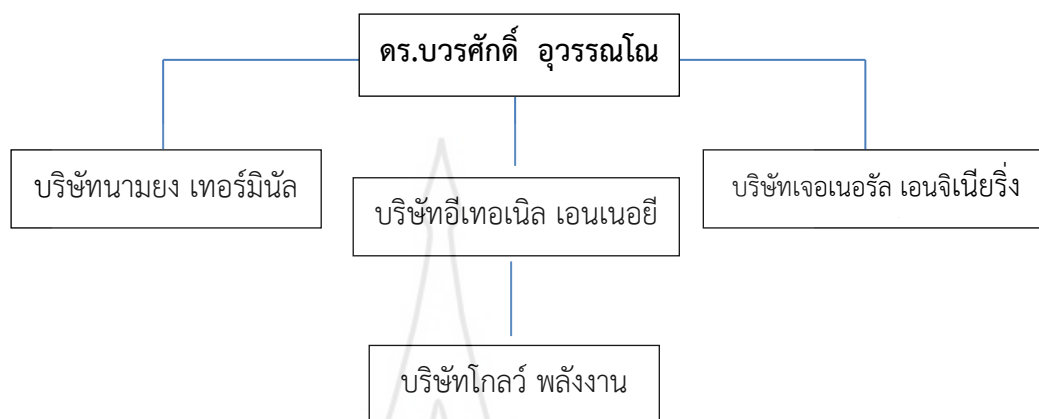 ดร.บวรศักดิ์ อุวรรณโณ
บริษัทนามยง เทอร์มินัล
บริษัทอีเทอเนิล เอนเนอยี
บริษัทเจอเนอรัล เอนจิเนียริ่ง
บริษัทโกลว์ พลังงาน